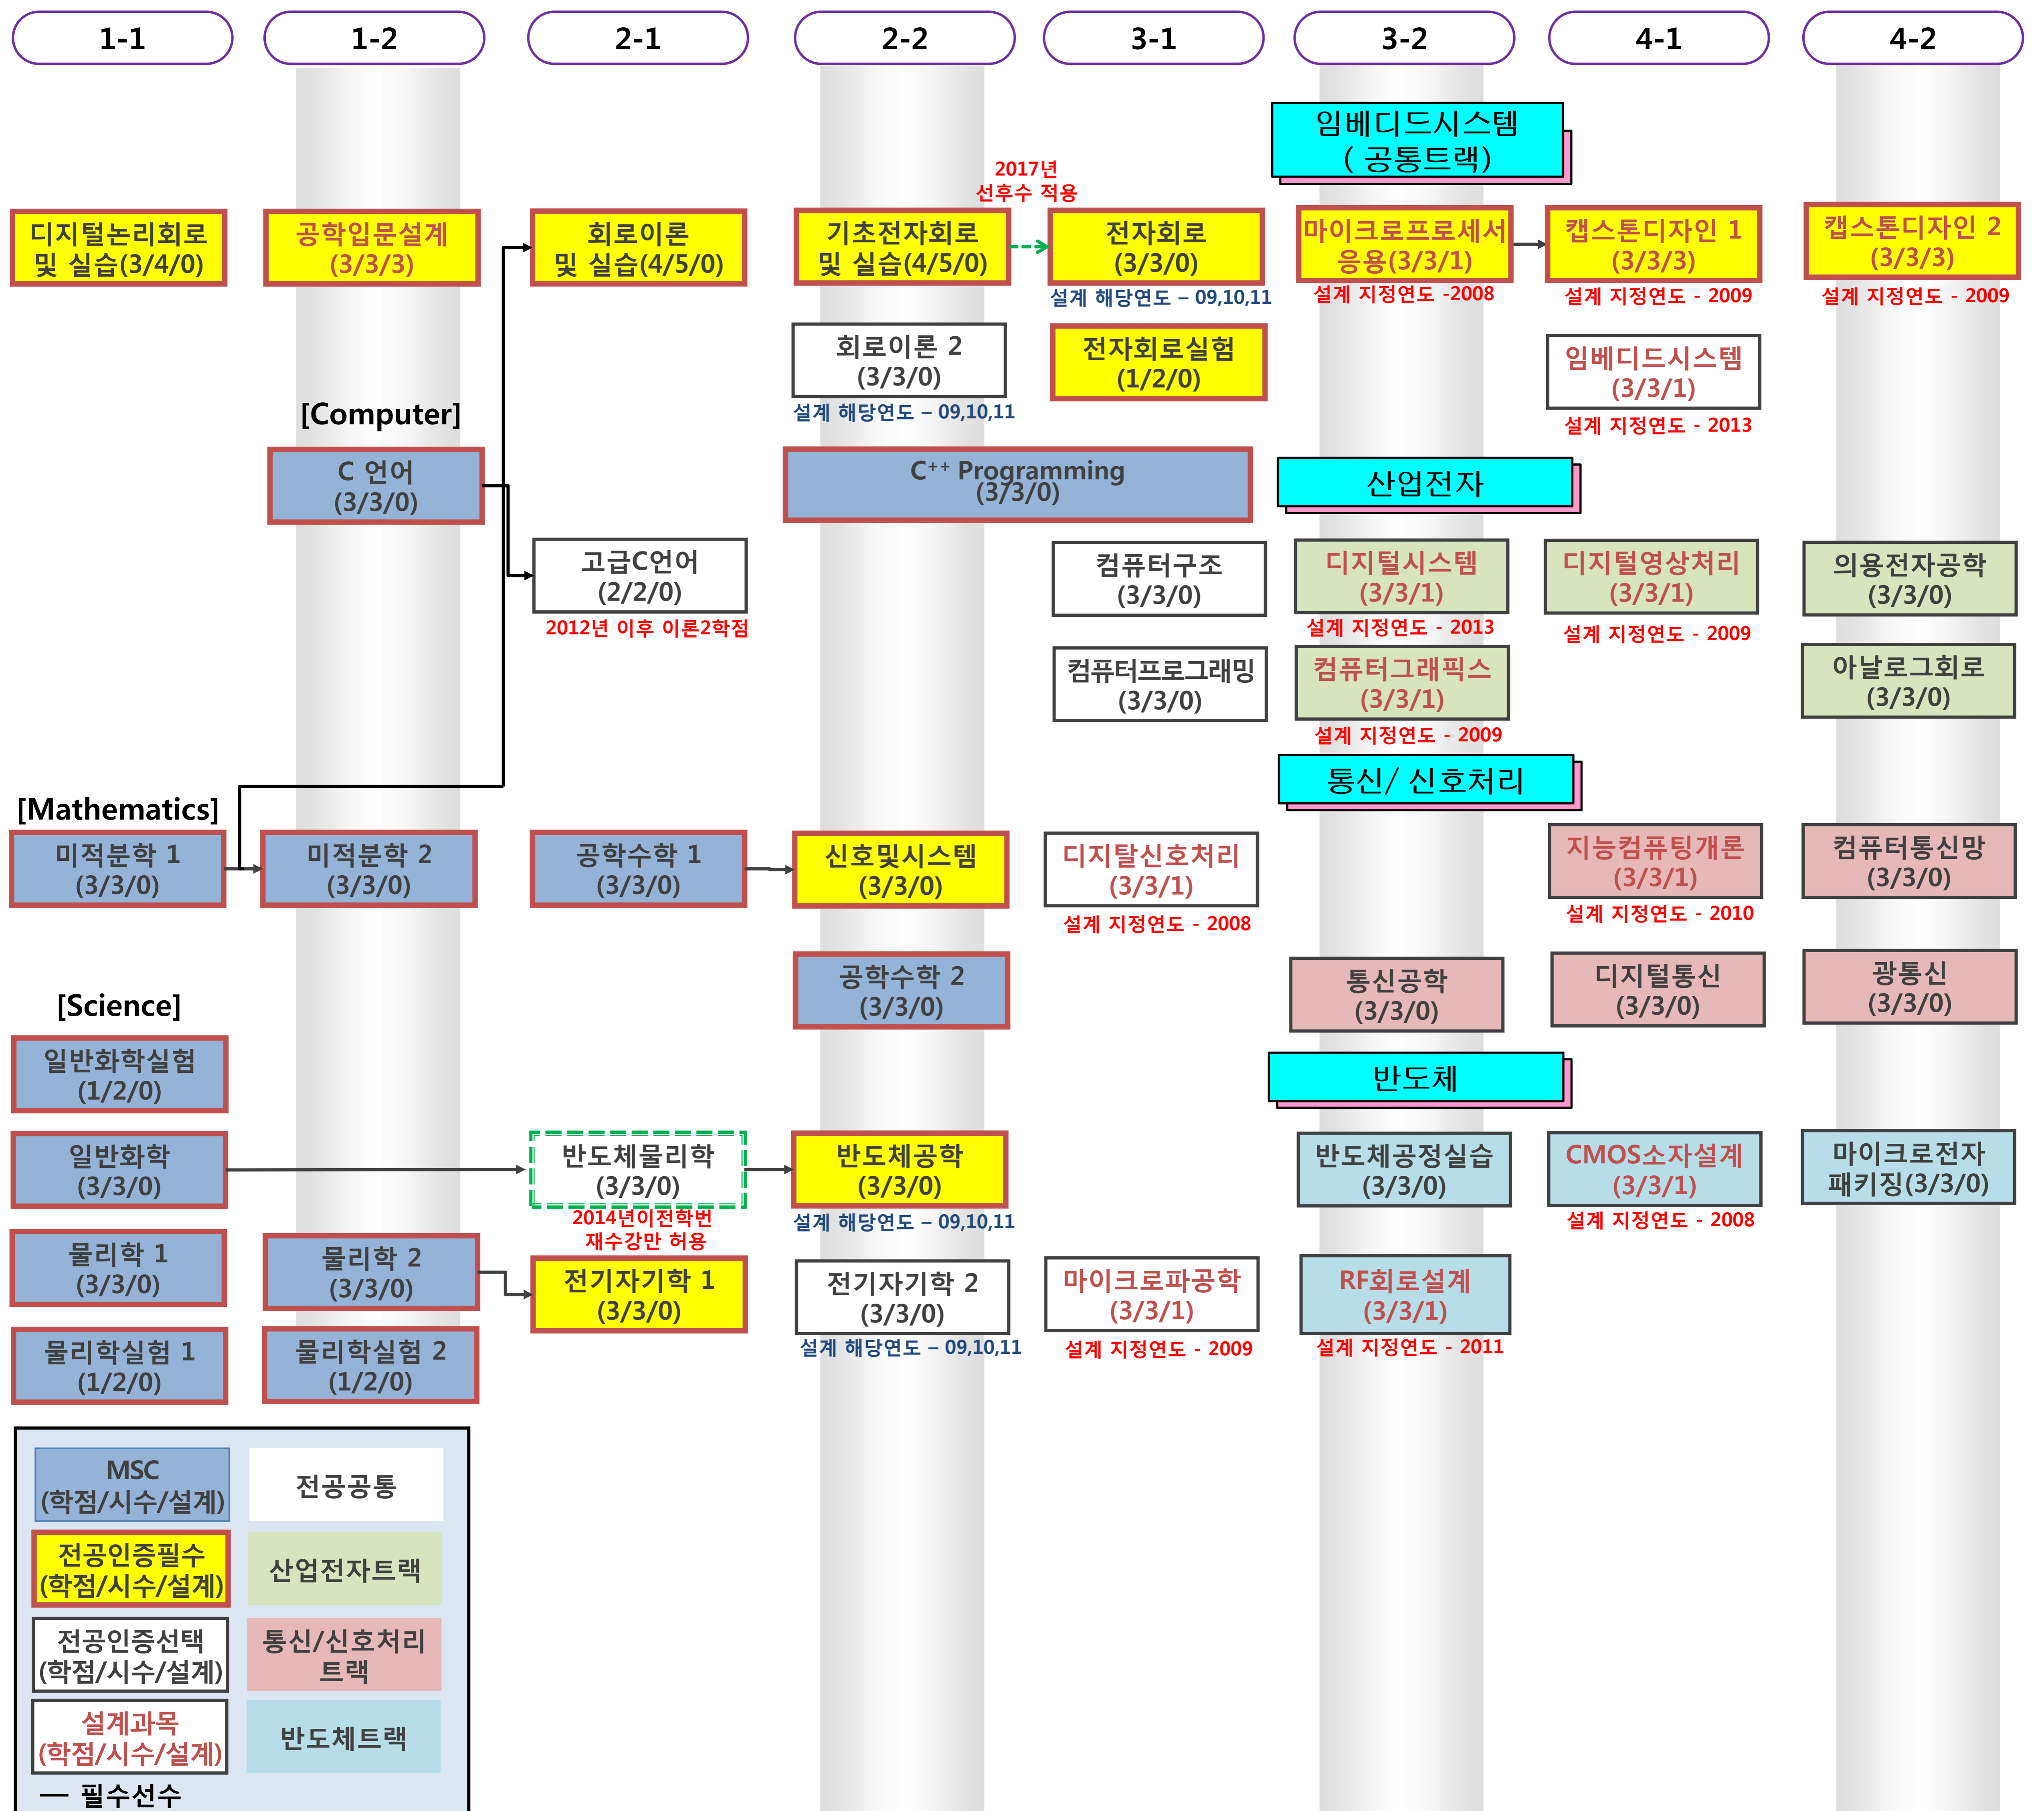 1-1
1-2
2-1
2-2
3-1
3-2
4-1
4-2
임베디드시스템
( 공통트랙)
2017년
선후수 적용
디지털논리회로
및 실습(3/4/0)
공학입문설계
(3/3/3)
회로이론
및 실습(4/5/0)
기초전자회로
및 실습(4/5/0)
전자회로
(3/3/0)
설계 해당연도 – 09,10,11
마이크로프로세서
응용(3/3/1)
설계 지정연도 -2008
캡스톤디자인 1
(3/3/3)
설계 지정연도 - 2009
캡스톤디자인 2
(3/3/3)
설계 지정연도 - 2009
회로이론 2
(3/3/0)
설계 해당연도 – 09,10,11
전자회로실험
(1/2/0)
임베디드시스템
(3/3/1)
설계 지정연도 - 2013
[Computer]
C 언어
(3/3/0)
C++ Programming
(3/3/0)
산업전자
고급C언어
(2/2/0)
2012년 이후 이론2학점
컴퓨터구조
(3/3/0)
디지털시스템
(3/3/1)
설계 지정연도 - 2013
디지털영상처리
(3/3/1)
설계 지정연도 - 2009
의용전자공학
(3/3/0)
컴퓨터프로그래밍
(3/3/0)
컴퓨터그래픽스
(3/3/1)
설계 지정연도 - 2009
아날로그회로
(3/3/0)
통신/ 신호처리
[Mathematics]
미적분학 1
(3/3/0)
미적분학 2
(3/3/0)
공학수학 1
(3/3/0)
신호및시스템
(3/3/0)
디지탈신호처리
(3/3/1)
설계 지정연도 - 2008
지능컴퓨팅개론
(3/3/1)
설계 지정연도 - 2010
컴퓨터통신망
(3/3/0)
공학수학 2
(3/3/0)
통신공학
(3/3/0)
디지털통신
(3/3/0)
광통신
(3/3/0)
[Science]
일반화학실험
(1/2/0)
반도체
일반화학
(3/3/0)
반도체물리학
(3/3/0)
2014년이전학번
재수강만 허용
반도체공학
(3/3/0)
설계 해당연도 – 09,10,11
반도체공정실습
(3/3/0)
CMOS소자설계
(3/3/1)
설계 지정연도 - 2008
마이크로전자
패키징(3/3/0)
물리학 1
(3/3/0)
물리학 2
(3/3/0)
전기자기학 1
(3/3/0)
전기자기학 2
(3/3/0)
설계 해당연도 – 09,10,11
마이크로파공학
(3/3/1)
설계 지정연도 - 2009
RF회로설계
(3/3/1)
설계 지정연도 - 2011
물리학실험 1
(1/2/0)
물리학실험 2
(1/2/0)
MSC
(학점/시수/설계)
전공공통
전공인증필수
(학점/시수/설계)
산업전자트랙
전공인증선택
(학점/시수/설계)
통신/신호처리
트랙
설계과목
(학점/시수/설계)
반도체트랙
— 필수선수